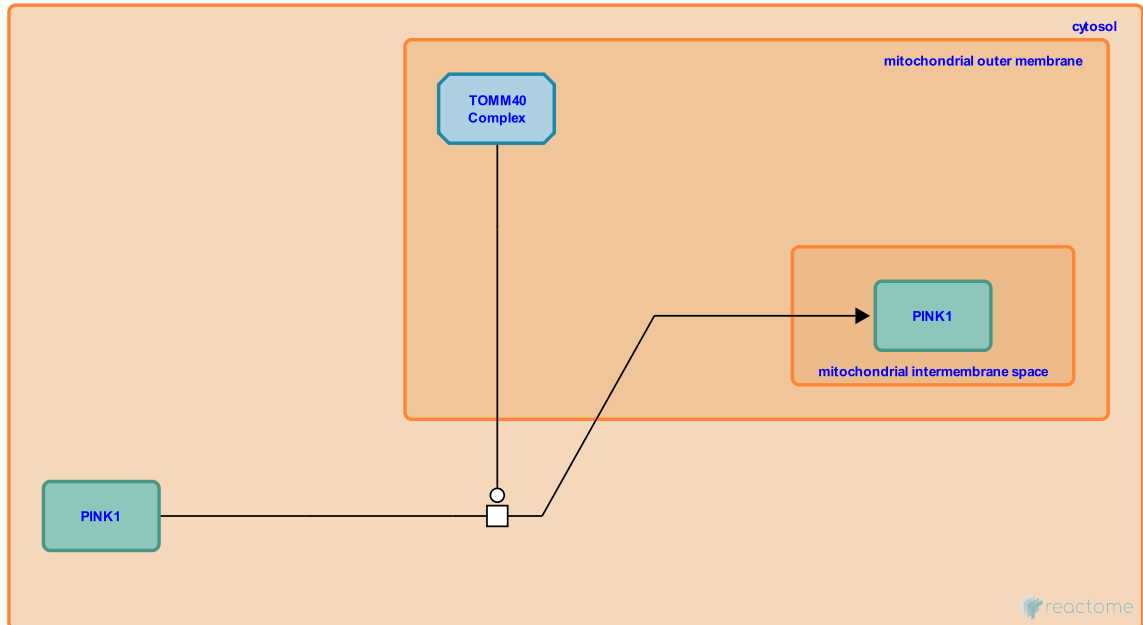 cytosol
mitochondrial outer membrane
TOMM40
Complex
PINK1
mitochondrial intermembrane space
PINK1
reactome